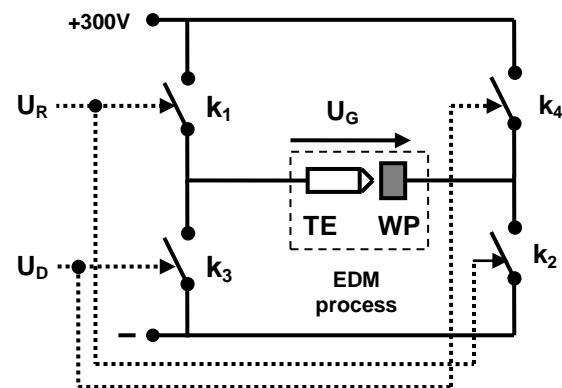 +300V
U_R
k_1
U_G
k_4
TE WP
U_D
k_3
k_2
EDM
process